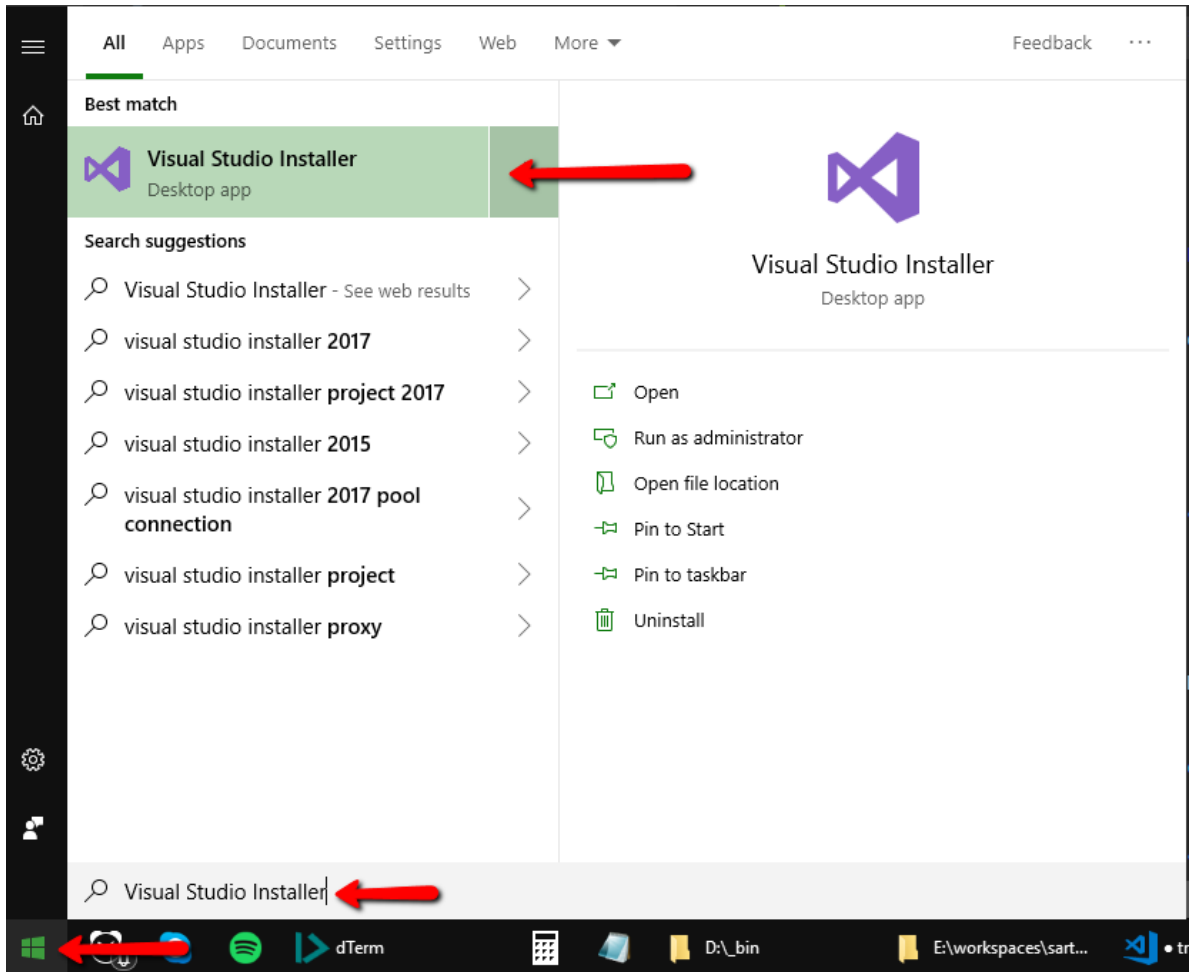 All Apps Documents Settings Web More Feedback ...
Best match
Visual Studio Installer
Desktop app
Search suggestions
Visual Studio Installer - See web results
visual studio installer 2017
visual studio installer project 2017
visual studio installer 2015
visual studio installer 2017 pool
connection
visual studio installer project
visual studio installer proxy
Visual Studio Installer
Desktop app
Open
Run as administrator
Open file location
Pin to Start
Pin to taskbar
Uninstall
Visual Studio Installer
dTerm D:\_bin E:\workspaces\sart... • tr